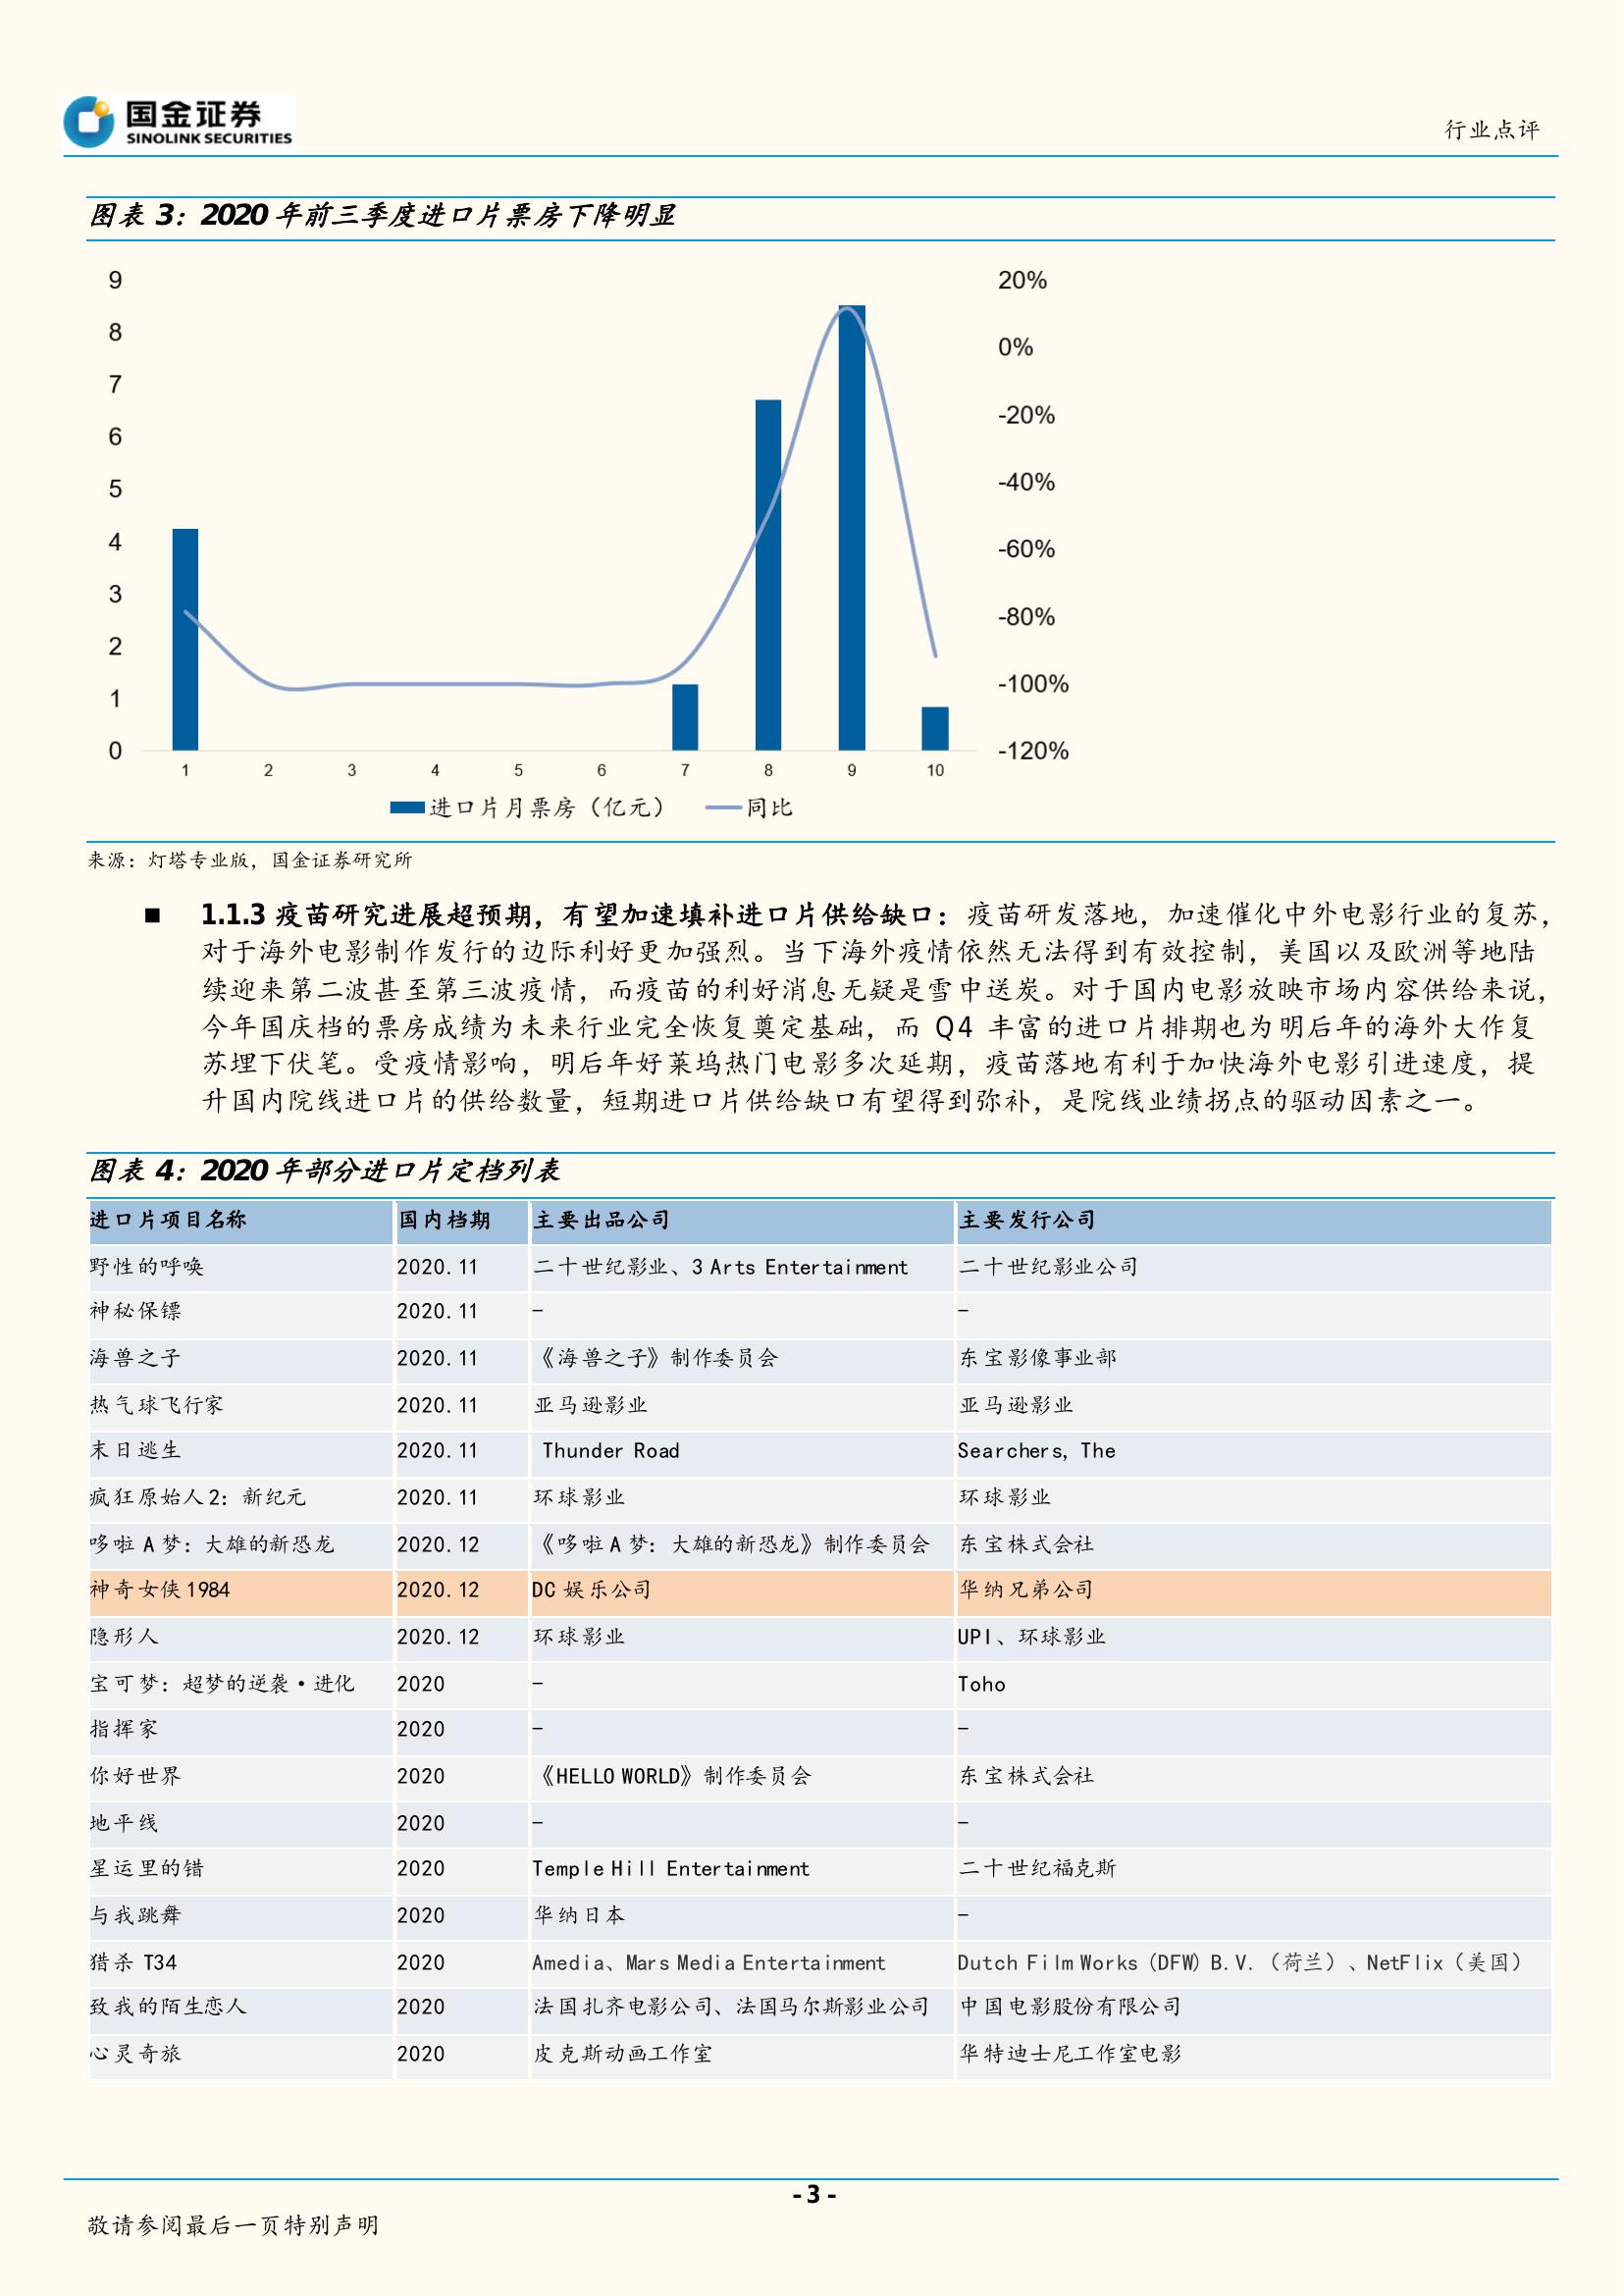 国金证券
SINOLINK SECURITIES
行业点评
图表 3：2020 年前三季度进口片票房下降明显
9
8
7
6
5
4
3
2
1
0
20%
0%
-20%
-40%
-60%
-80%
-100%
-120%
1 2 3 4 5 6 7 8 9 10
进口片月票房（亿元） 同比
来源：灯塔专业版，国金证券研究所
■ 1.1.3 疫苗研究进展超预期，有望加速填补进口片供给缺口：疫苗研发落地，加速催化中外电影行业的复苏，
对于海外电影制作发行的边际利好更加强烈。当下海外疫情依然无法得到有效控制，美国以及欧洲等地陆
续迎来第二波甚至第三波疫情，而疫苗的利好消息无疑是雪中送炭。对于国内电影放映市场内容供给来说，
今年国庆档的票房成绩为未来行业完全恢复奠定基础，而 Q4 丰富的进口片排期也为明后年的海外大作复
苏埋下伏笔。受疫情影响，明后年好莱坞热门电影多次延期，疫苗落地有利于加快海外电影引进速度，提
升国内院线进口片的供给数量，短期进口片供给缺口有望得到弥补，是院线业绩拐点的驱动因素之一。
图表 4：2020 年部分进口片定档列表
进口片项目名称 国内档期 主要出品公司 主要发行公司
野性的呼唤 2020.11 二十世纪影业、3 Arts Entertainment 二十世纪影业公司
神秘保镖 2020.11 – –
海兽之子 2020.11 《海兽之子》制作委员会 东宝影像事业部
热气球飞行家 2020.11 亚马逊影业 亚马逊影业
末日逃生 2020.11 Thunder Road Searchers, The
疯狂原始人 2：新纪元 2020.11 环球影业 环球影业
哆啦 A 梦：大雄的新恐龙 2020.12 《哆啦 A 梦：大雄的新恐龙》制作委员会 东宝株式会社
神奇女侠 1984 2020.12 DC 娱乐公司 华纳兄弟公司
隐形人 2020.12 环球影业 UPI、环球影业
宝可梦：超梦的逆袭·进化 2020 – Toho
指挥家 2020 – –
你好世界 2020 《HELLO WORLD》制作委员会 东宝株式会社
地平线 2020 – –
星运里的错 2020 Temple Hill Entertainment 二十世纪福克斯
与我跳舞 2020 华纳日本 –
猎杀 T34 2020 Amedia、Mars Media Entertainment Dutch Film Works (DFW) B.V.（荷兰）、NetFlix（美国）
致我的陌生恋人 2020 法国扎齐电影公司、法国马尔斯影业公司 中国电影股份有限公司
心灵奇旅 2020 皮克斯动画工作室 华特迪士尼工作室电影
- 3 -
敬请参阅最后一页特别声明